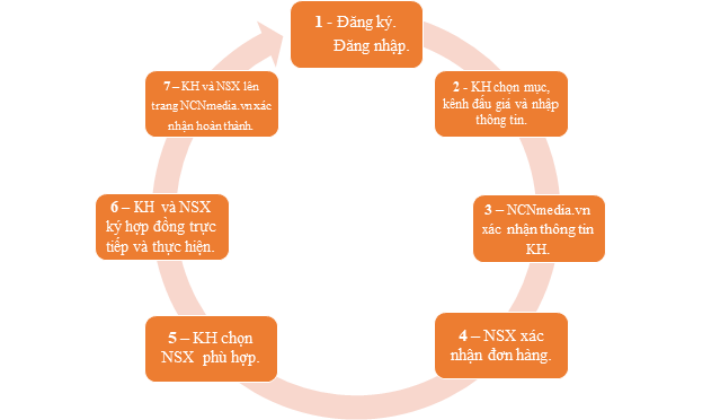 1 - Đăng ký.
Đăng nhập.
2 - KH chọn mục,
kênh đấu giá và nhập
thông tin.
3 – NCNmedia.vn
xác nhận thông tin
KH.
4 – NSX xác
nhận đơn hàng.
5 – KH chọn
NSX phù hợp.
6 – KH và NSX
ký hợp đồng trực
tiếp và thực hiện.
7 – KH và NSX lên
trang NCNmedia.vn xác
nhận hoàn thành.